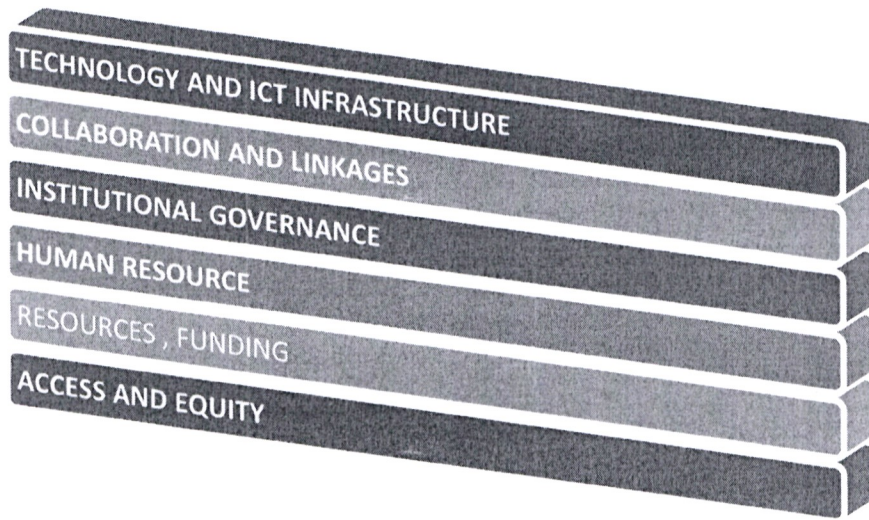 TECHNOLOGY AND ICT INFRASTRUCTURE
COLLABORATION AND LINKAGES
INSTITUTIONAL GOVERNANCE
HUMAN RESOURCE
RESOURCES , FUNDING
ACCESS AND EQUITY